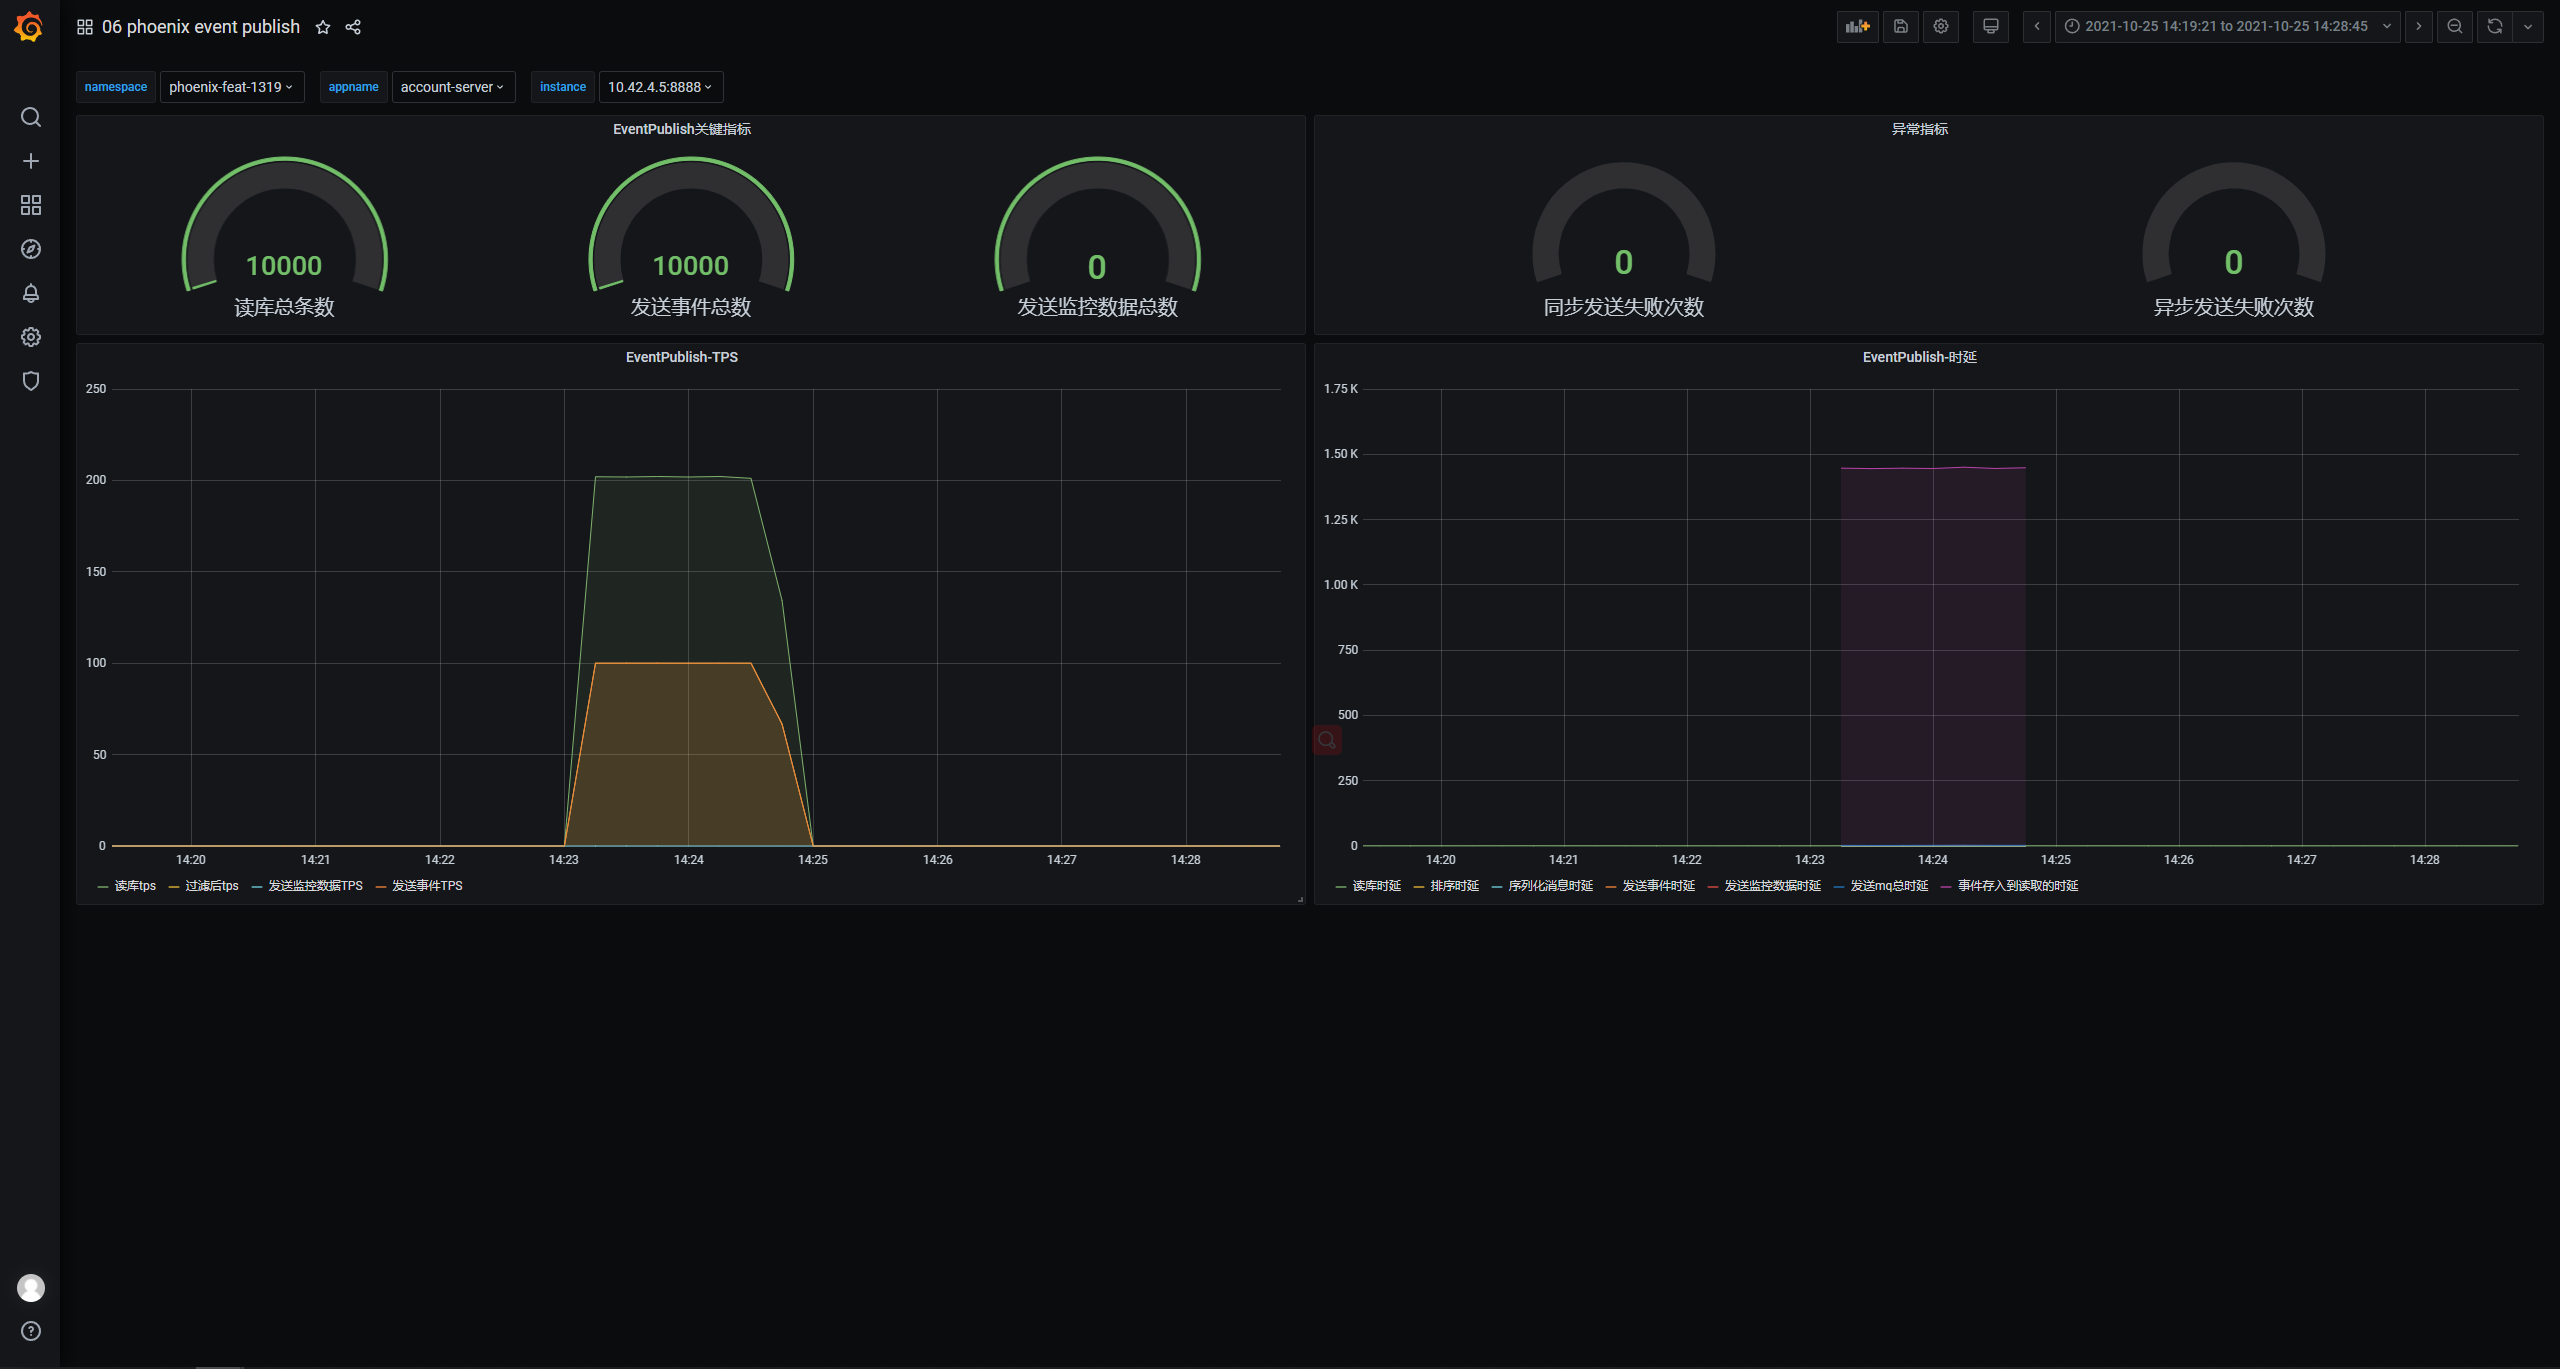 06 phoenix event publish
2021-10-25 14:19:21 to 2021-10-25 14:28:45
namespace phoenix-feat-1319 appname account-server instance 10.42.4.5:8888
EventPublish关键指标
10000 10000 0
读库总条数 发送事件总数 发送监控数据总数
异常指标
0 0
同步发送失败次数 异步发送失败次数
EventPublish-TPS
250
200
150
100
50
0
14:20 14:21 14:22 14:23 14:24 14:25 14:26 14:27 14:28
读库tps 过滤后tps 发送监控数据TPS 发送事件TPS
EventPublish-时延
1.75 K
1.50 K
1.25 K
1.00 K
750
500
250
0
14:20 14:21 14:22 14:23 14:24 14:25 14:26 14:27 14:28
读库时延 排序时延 序列化消息时延 发送事件时延 发送监控数据时延 发送mq总时延 事件存入到读取的时延